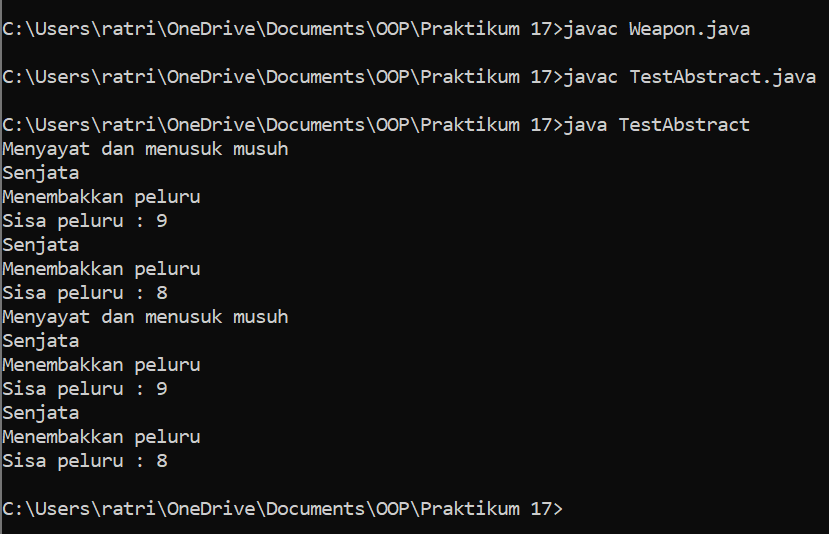 C:\Users\ratri\OneDrive\Documents\OOP\Praktikum 17>javac Weapon.java
C:\Users\ratri\OneDrive\Documents\OOP\Praktikum 17>javac TestAbstract.java
C:\Users\ratri\OneDrive\Documents\OOP\Praktikum 17>java TestAbstract
Menyayat dan menusuk musuh
Senjata
Menembakkan peluru
Sisa peluru : 9
Senjata
Menembakkan peluru
Sisa peluru : 8
Menyayat dan menusuk musuh
Senjata
Menembakkan peluru
Sisa peluru : 9
Senjata
Menembakkan peluru
Sisa peluru : 8
C:\Users\ratri\OneDrive\Documents\OOP\Praktikum 17>